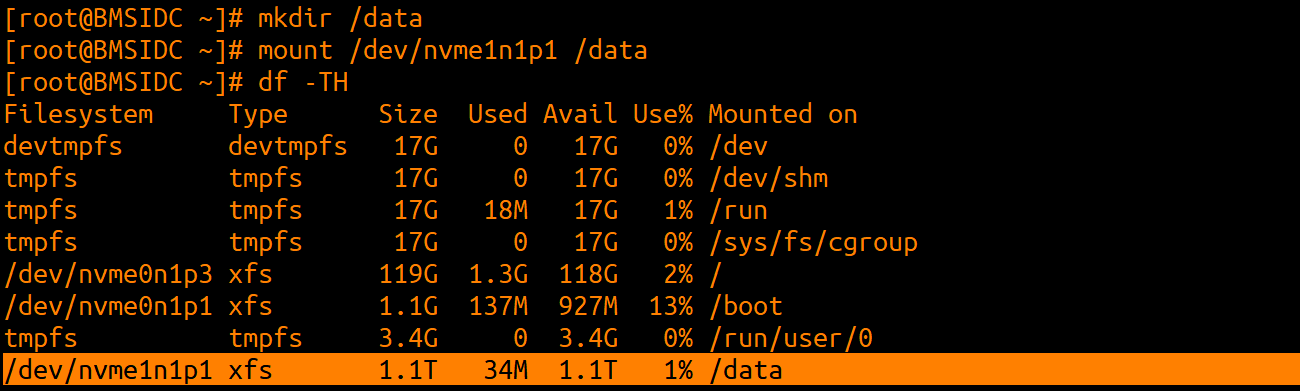 [root@BMSIDC ~]# mkdir /data
[root@BMSIDC ~]# mount /dev/nvme1n1p1 /data
[root@BMSIDC ~]# df -TH
Filesystem     Type      Size  Used Avail Use% Mounted on
devtmpfs       devtmpfs   17G     0   17G   0% /dev
tmpfs          tmpfs      17G     0   17G   0% /dev/shm
tmpfs          tmpfs      17G   18M   17G   1% /run
tmpfs          tmpfs      17G     0   17G   0% /sys/fs/cgroup
/dev/nvme0n1p3 xfs       119G  1.3G  118G   2% /
/dev/nvme0n1p1 xfs       1.1G  137M  927M  13% /boot
tmpfs          tmpfs     3.4G     0  3.4G   0% /run/user/0
/dev/nvme1n1p1 xfs       1.1T   34M  1.1T   1% /data